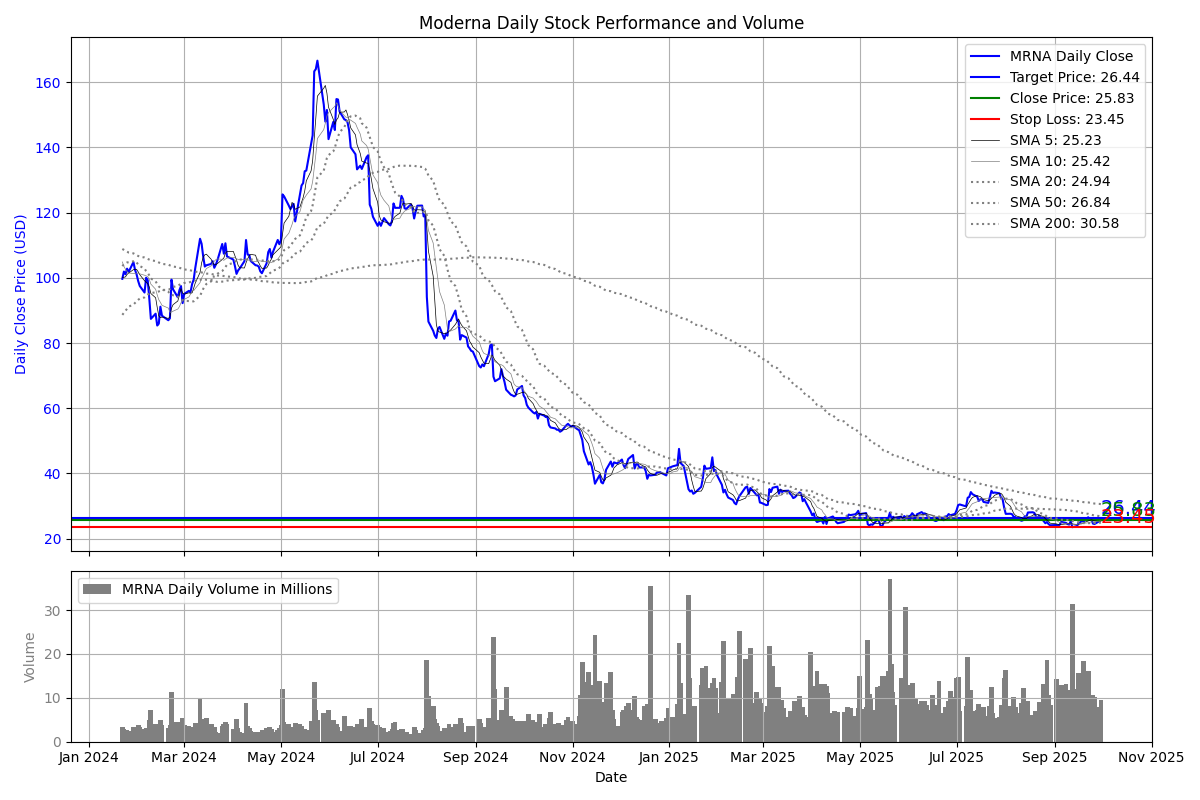 Moderna Daily Stock Performance and Volume
Daily Close Price (USD)
160
140
120
100
80
60
40
20
MRNA Daily Close
Target Price: 26.44
Close Price: 25.83
Stop Loss: 23.45
SMA 5: 25.23
SMA 10: 25.42
SMA 20: 24.94
SMA 50: 26.84
SMA 200: 30.58
26.44
23.45
MRNA Daily Volume in Millions
Volume
30
20
10
0
Jan 2024 Mar 2024 May 2024 Jul 2024 Sep 2024 Nov 2024 Jan 2025 Mar 2025 May 2025 Jul 2025 Sep 2025 Nov 2025
Date